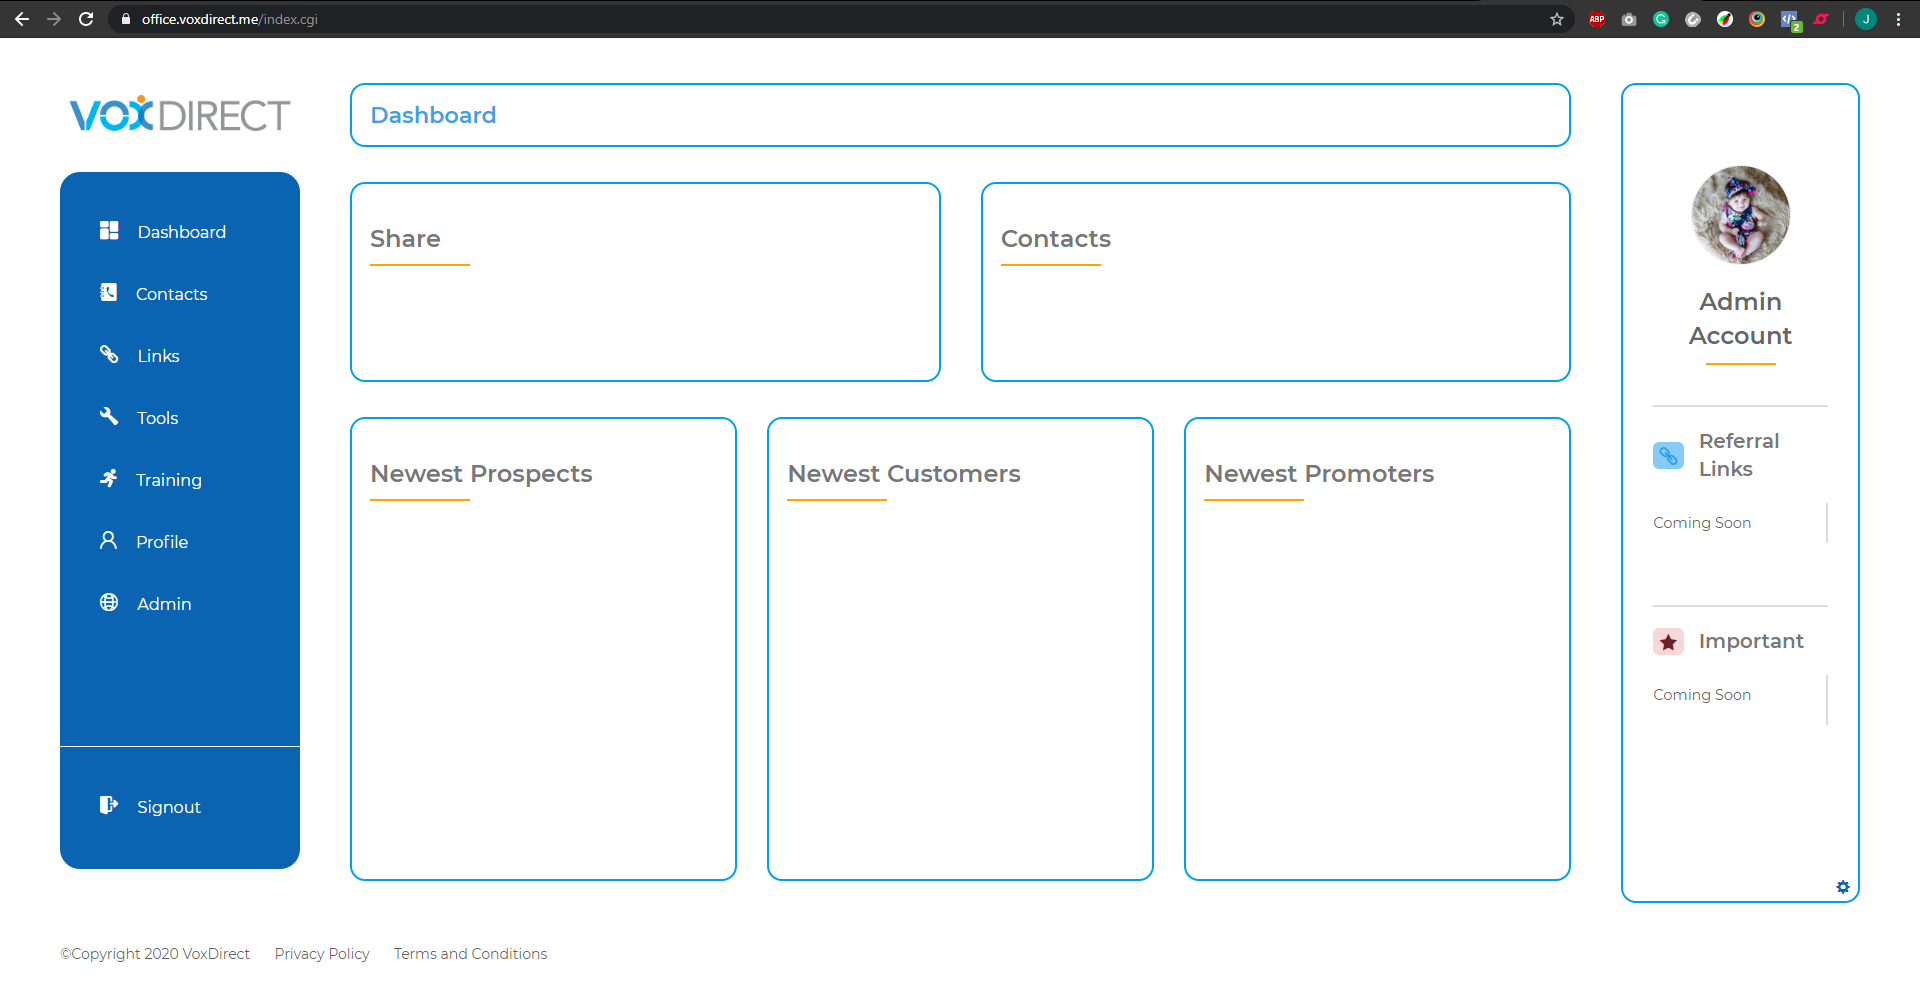 office.voxdirect.me/index.cgi
ABP
2
J
VOXDIRECT
Dashboard
Contacts
Links
Tools
Training
Profile
Admin
Signout
Dashboard
Share
Contacts
Newest Prospects
Newest Customers
Newest Promoters
Admin
Account
Referral
Links
Coming Soon
Important
Coming Soon
©Copyright 2020 VoxDirect Privacy Policy Terms and Conditions